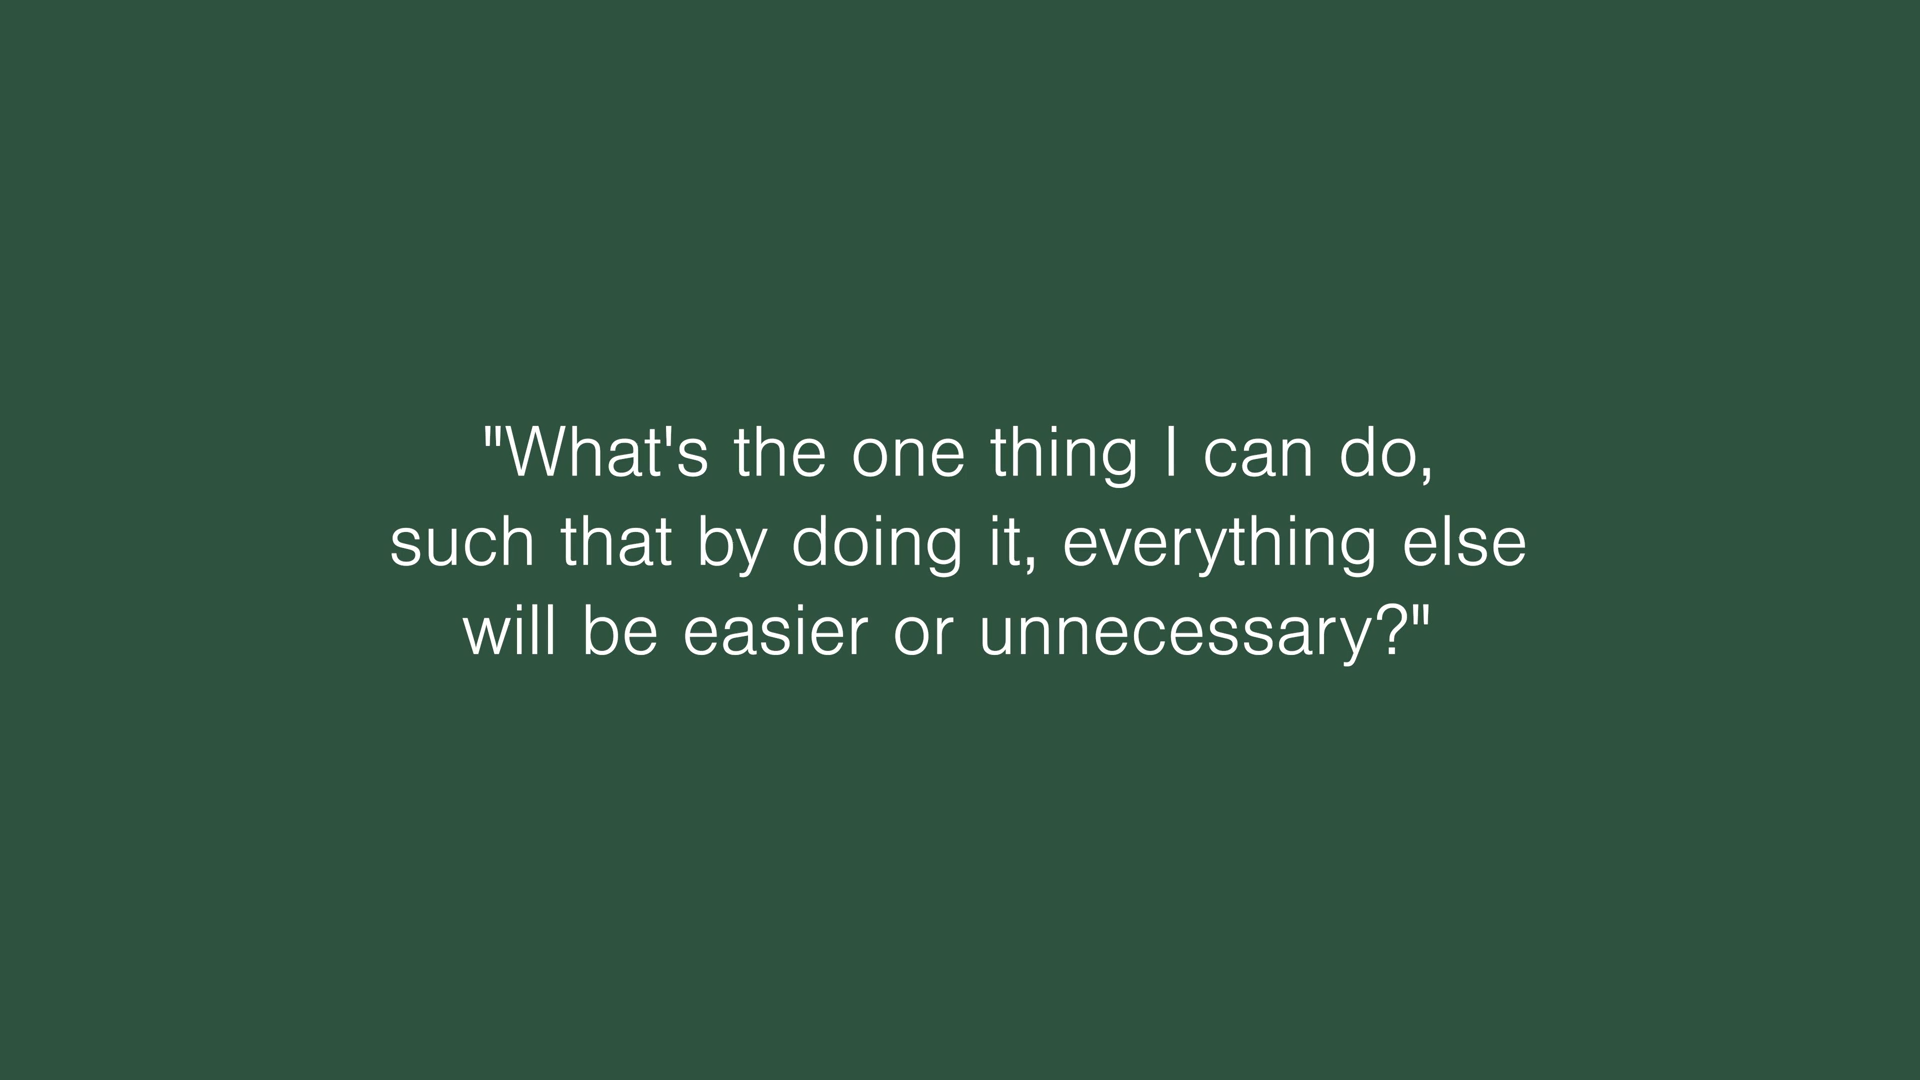 "What's the one thing I can do,
such that by doing it, everything else
will be easier or unnecessary?"